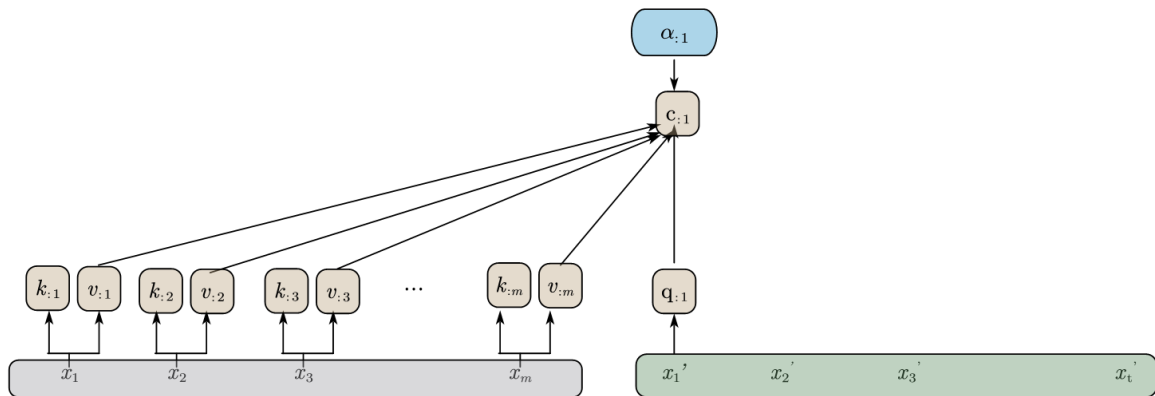 α:1
c:1
k:1 v:1 k:2 v:2 k:3 v:3 ... k:m v:m q:1
x1 x2 x3 xm x1' x2' x3' xt'